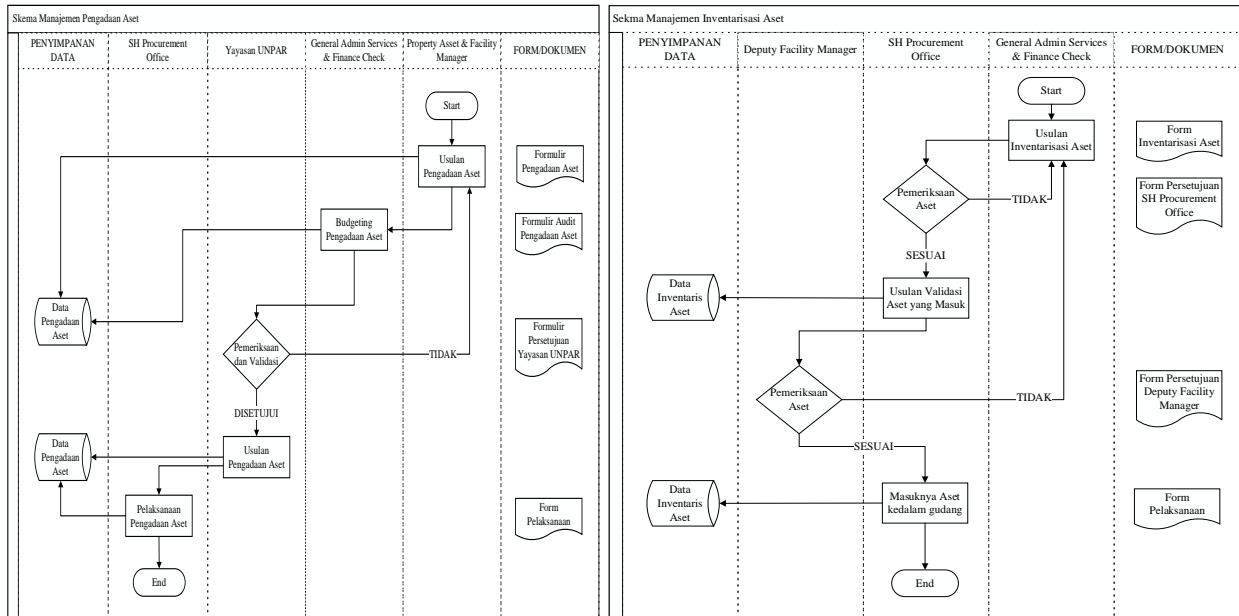 Skema Manajemen Pengadaan Aset
PENYIMPANAN
DATA
SH Procurement
Office
Yayasan UNPAR
General Admin Services
& Finance Check
Property Asset & Facility
Manager
FORM/DOKUMEN
Start
Usulan
Pengadaan Aset
Formulir
Pengadaan Aset
Budgeting
Pengadaan Aset
Formulir Audit
Pengadaan Aset
Data
Pengadaan
Aset
Pemeriksaan
dan Validasi
TIDAK
Formulir
Persetujuan
Yayasan UNPAR
DISETUJUI
Data
Pengadaan
Aset
Usulan
Pengadaan Aset
Pelaksanaan
Pengadaan Aset
Form
Pelaksanaan
End
Sekma Manajemen Inventarisasi Aset
PENYIMPANAN
DATA
Deputy Facility Manager
SH Procurement
Office
General Admin Services
& Finance Check
FORM/DOKUMEN
Start
Usulan
Inventarisasi Aset
Form
Inventarisasi Aset
Pemeriksaan
Aset
TIDAK
Form Persetujuan
SH Procurement
Office
SESUAI
Data
Inventaris
Aset
Usulan Validasi
Aset yang Masuk
Pemeriksaan
Aset
TIDAK
Form Persetujuan
Deputy Facility
Manager
SESUAI
Data
Inventaris
Aset
Masuknya Aset
kedalam gudang
Form
Pelaksanaan
End